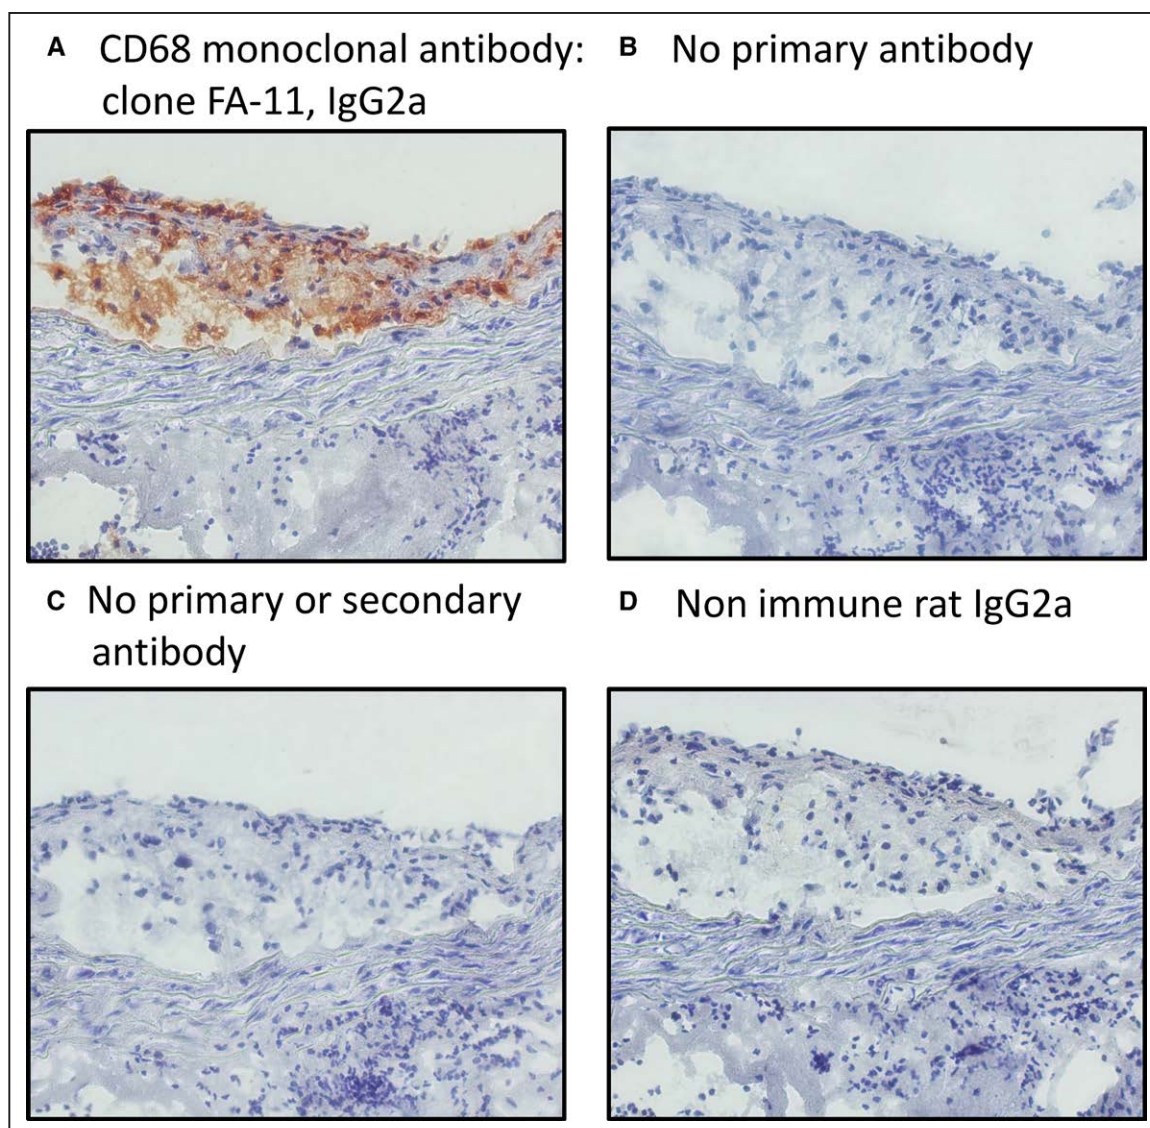 A CD68 monoclonal antibody:
clone FA-11, IgG2a
B No primary antibody
C No primary or secondary
antibody
D Non immune rat IgG2a